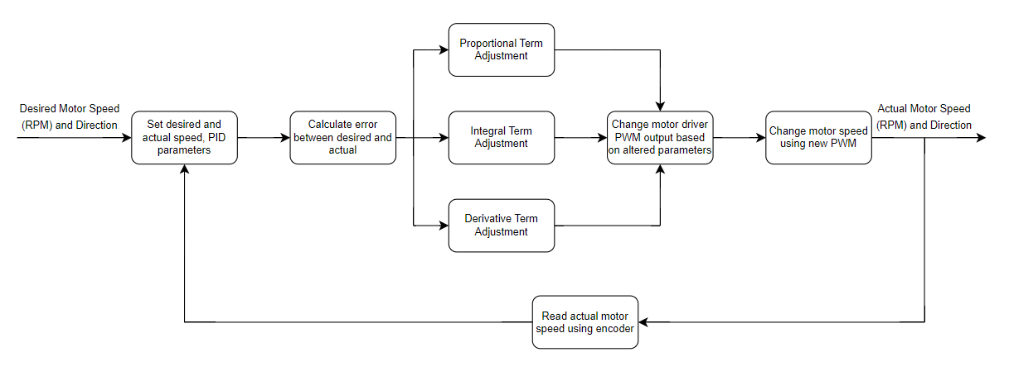 Desired Motor Speed
(RPM) and Direction
Set desired and
actual speed, PID
parameters
Calculate error
between desired and
actual
Proportional Term
Adjustment
Integral Term
Adjustment
Derivative Term
Adjustment
Change motor driver
PWM output based
on altered parameters
Change motor speed
using new PWM
Actual Motor Speed
(RPM) and Direction
Read actual motor
speed using encoder